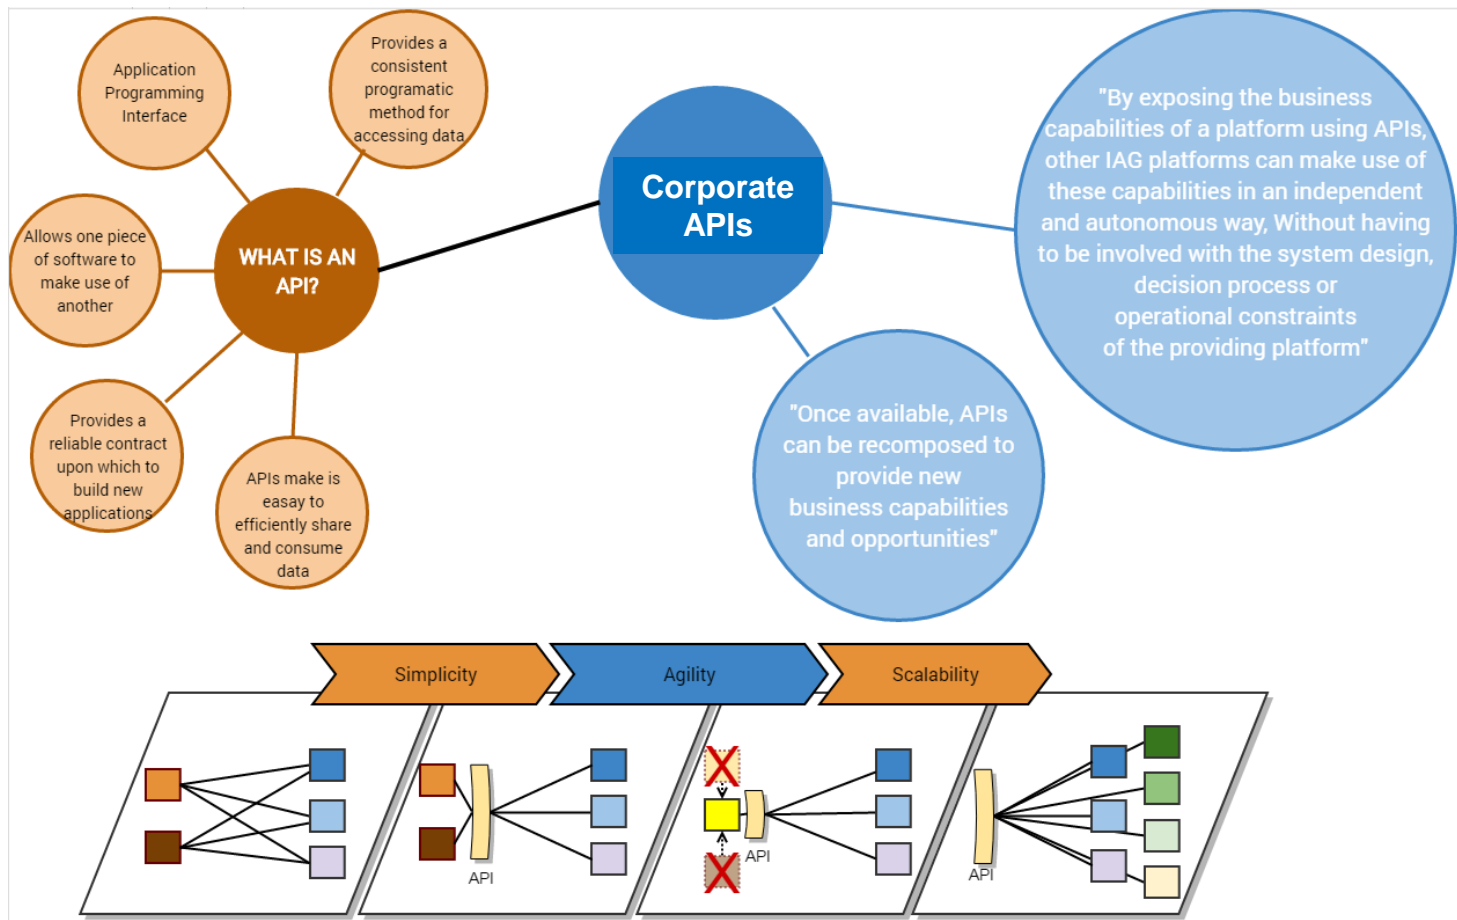 Application
Programming
Interface
Provides a
consistent
programatic
method for
accessing data
Allows one piece
of software to
make use of
another
WHAT IS AN
API?
Provides a
reliable contract
upon which to
build new
applications
APIs make is
easay to
efficiently share
and consume
data
Corporate
APIs
"By exposing the business
capabilities of a platform using APIs,
other IAG platforms can make use of
these capabilities in an independent
and autonomous way, Without having
to be involved with the system design,
decision process or
operational constraints
of the providing platform"
"Once available, APIs
can be recomposed to
provide new
business capabilities
and opportunities"
Simplicity
Agility
Scalability
API
API
API